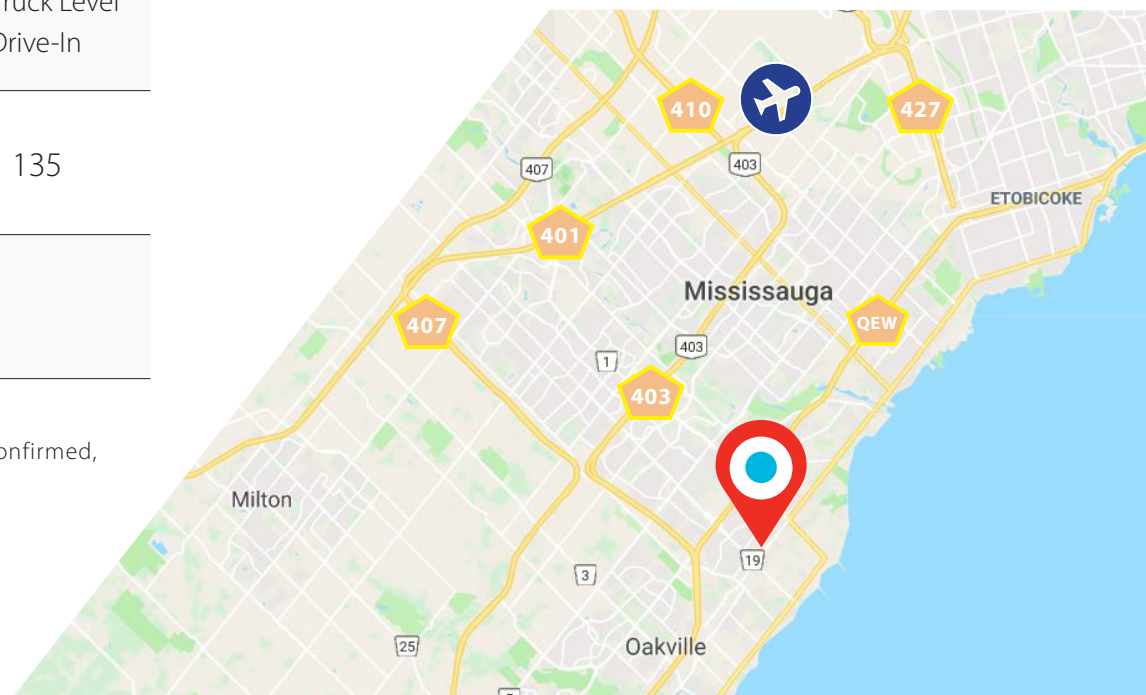 Truck Level
Drive-In
135
onfirmed,
410
427
407
403
ETOBICOKE
401
Mississauga
407
QEW
403
1
403
Milton
19
3
25
Oakville